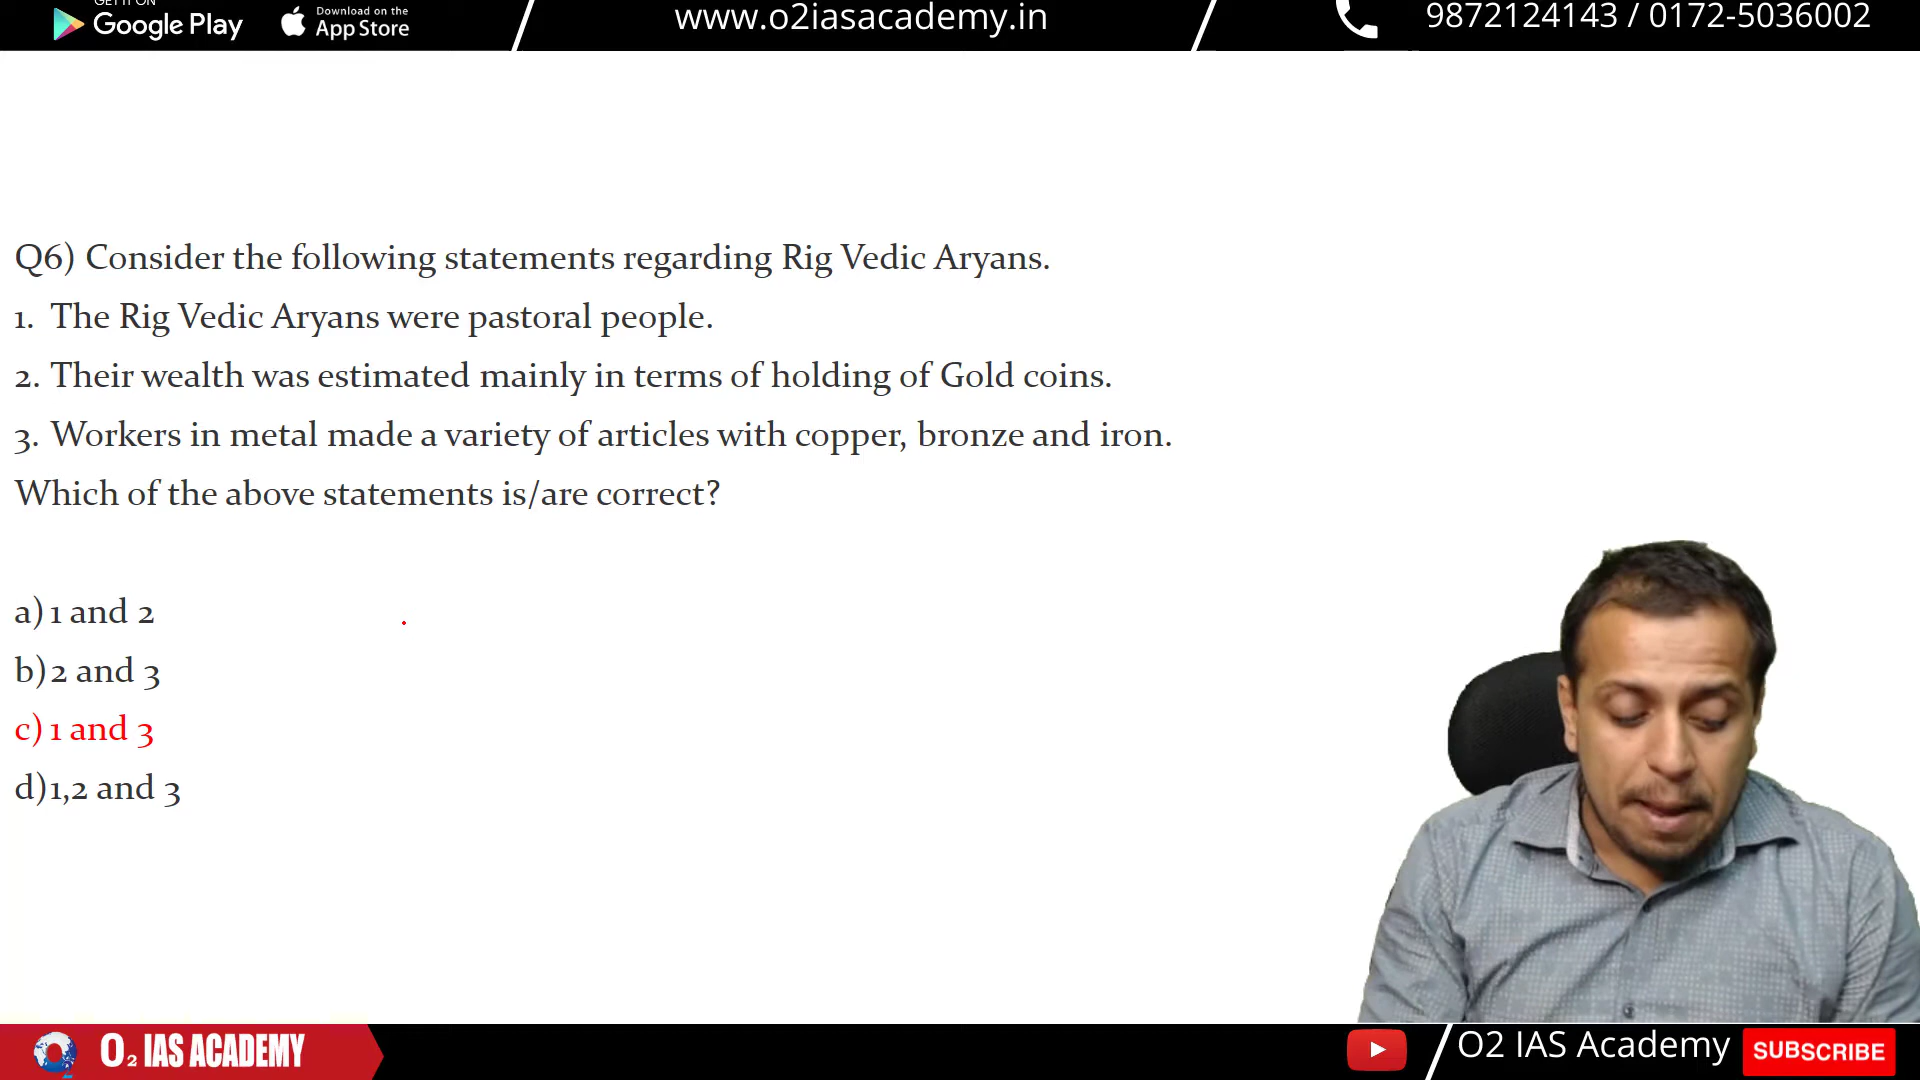 GET IT ON
Google Play
Download on the
App Store
www.o2iasacademy.in
9872124143 / 0172-5036002
Q6) Consider the following statements regarding Rig Vedic Aryans.
1. The Rig Vedic Aryans were pastoral people.
2. Their wealth was estimated mainly in terms of holding of Gold coins.
3. Workers in metal made a variety of articles with copper, bronze and iron.
Which of the above statements is/are correct?
a) 1 and 2
b) 2 and 3
c) 1 and 3
d) 1,2 and 3
O2 IAS ACADEMY
O2 IAS Academy
SUBSCRIBE